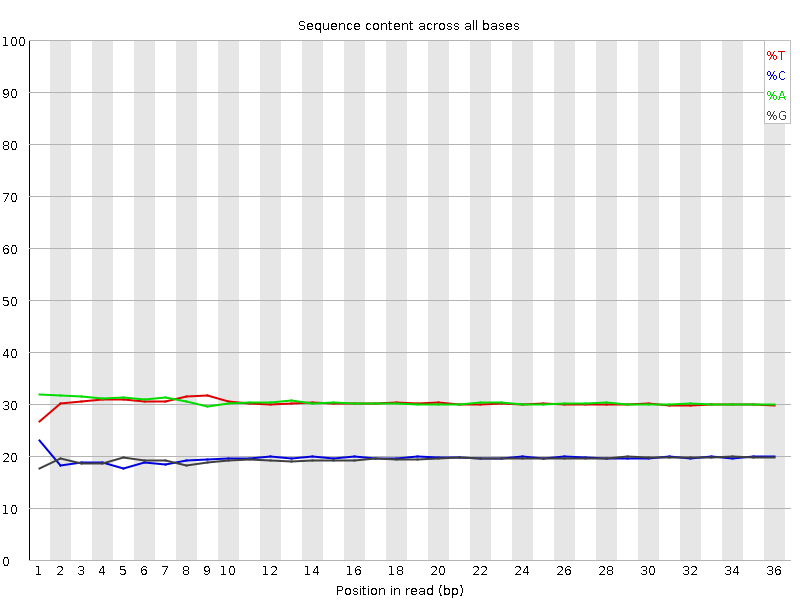 Sequence content across all bases
100
90
80
70
60
50
40
30
20
10
0
%T
%C
%A
%G
1 2 3 4 5 6 7 8 9 10 12 14 16 18 20 22 24 26 28 30 32 34 36
Position in read (bp)